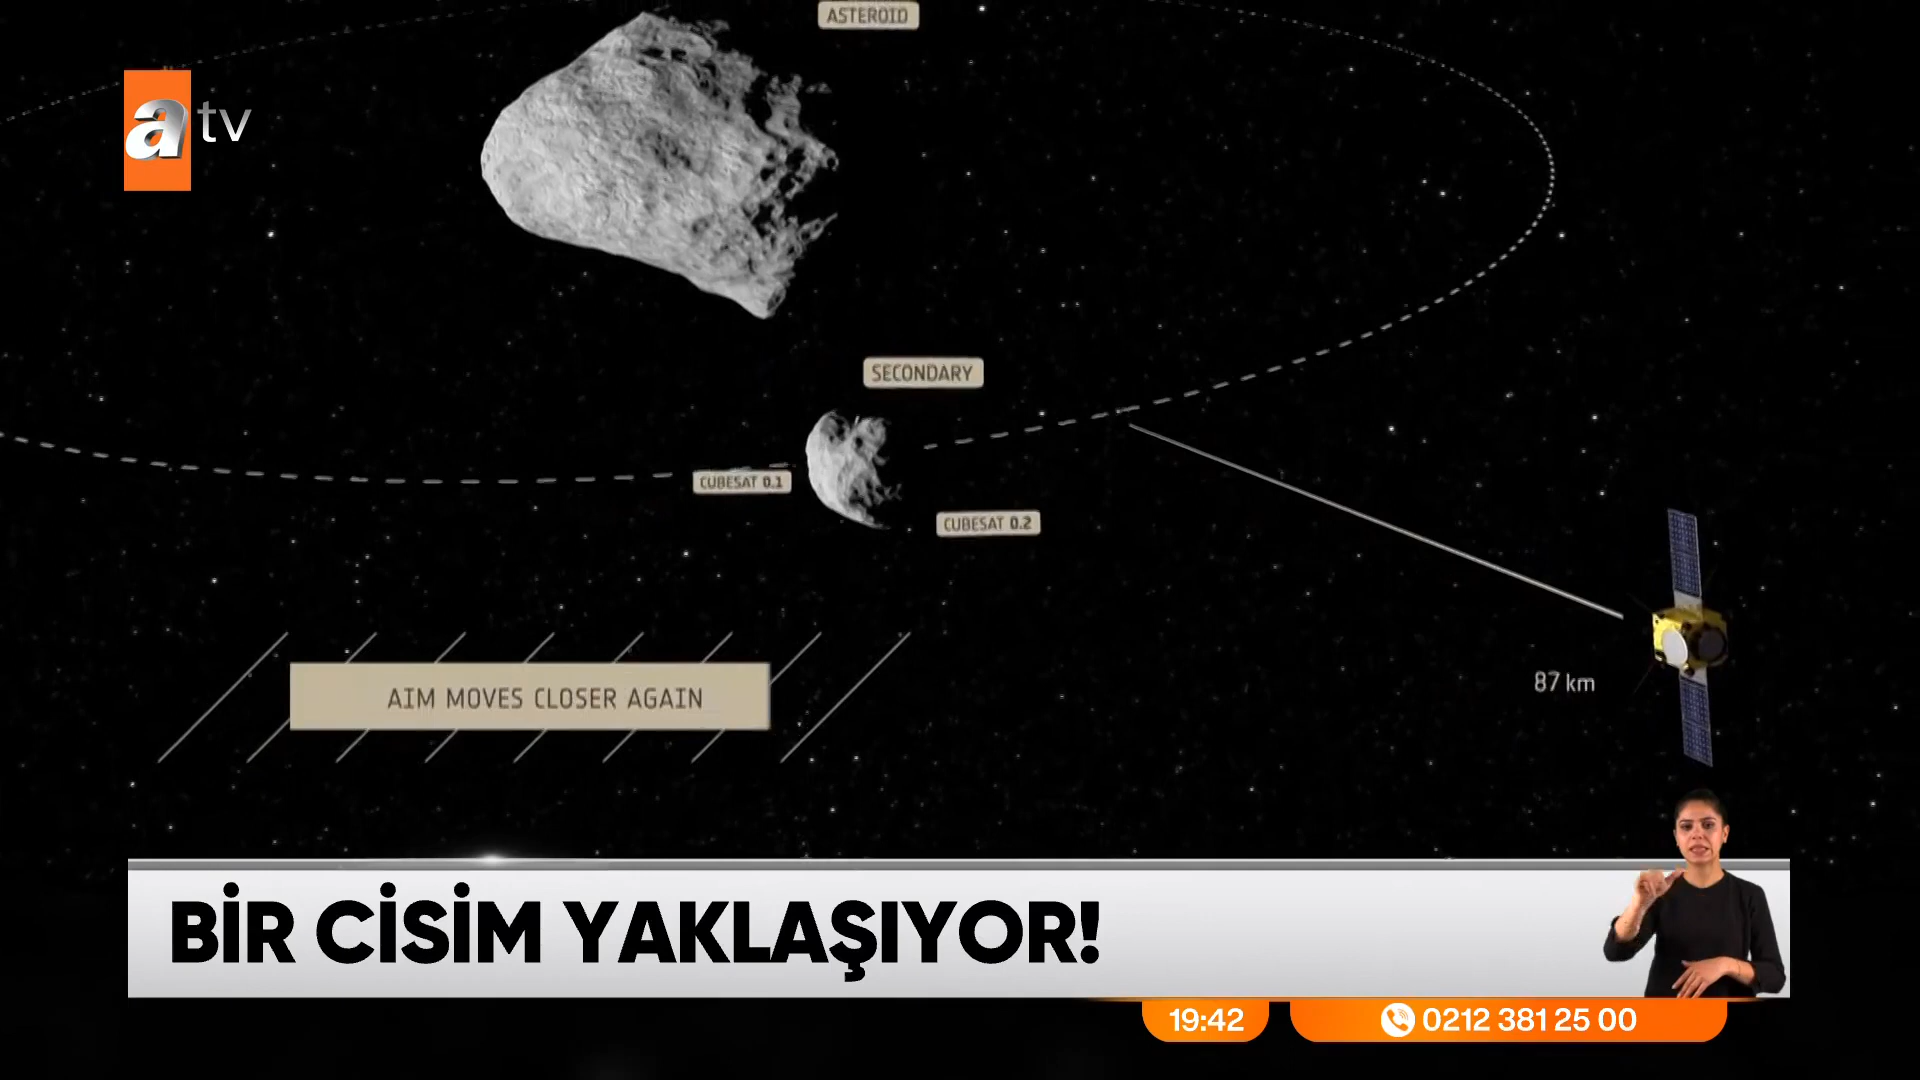 ASTEROID
atv
SECONDARY
CUBESAT 0.1
CUBESAT 0.2
87 km
AIM MOVES CLOSER AGAIN
BİR CİSİM YAKLAŞIYOR!
19:42
0212 381 25 00